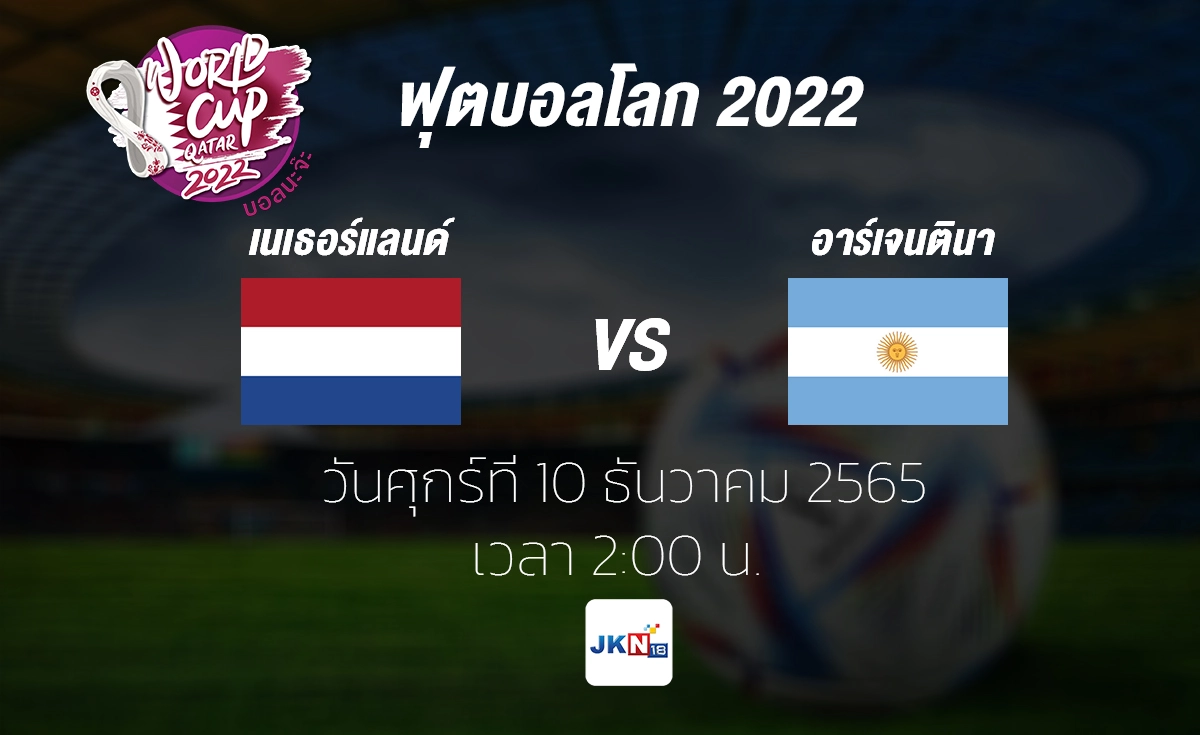 WORLD
CUP
QATAR
2022
บอลนะจ๊ะ
ฟุตบอลโลก 2022
เนเธอร์แลนด์
อาร์เจนตินา
VS
วันศุกร์ที 10 ธันวาคม 2565
เวลา 2:00 น.
JKN18